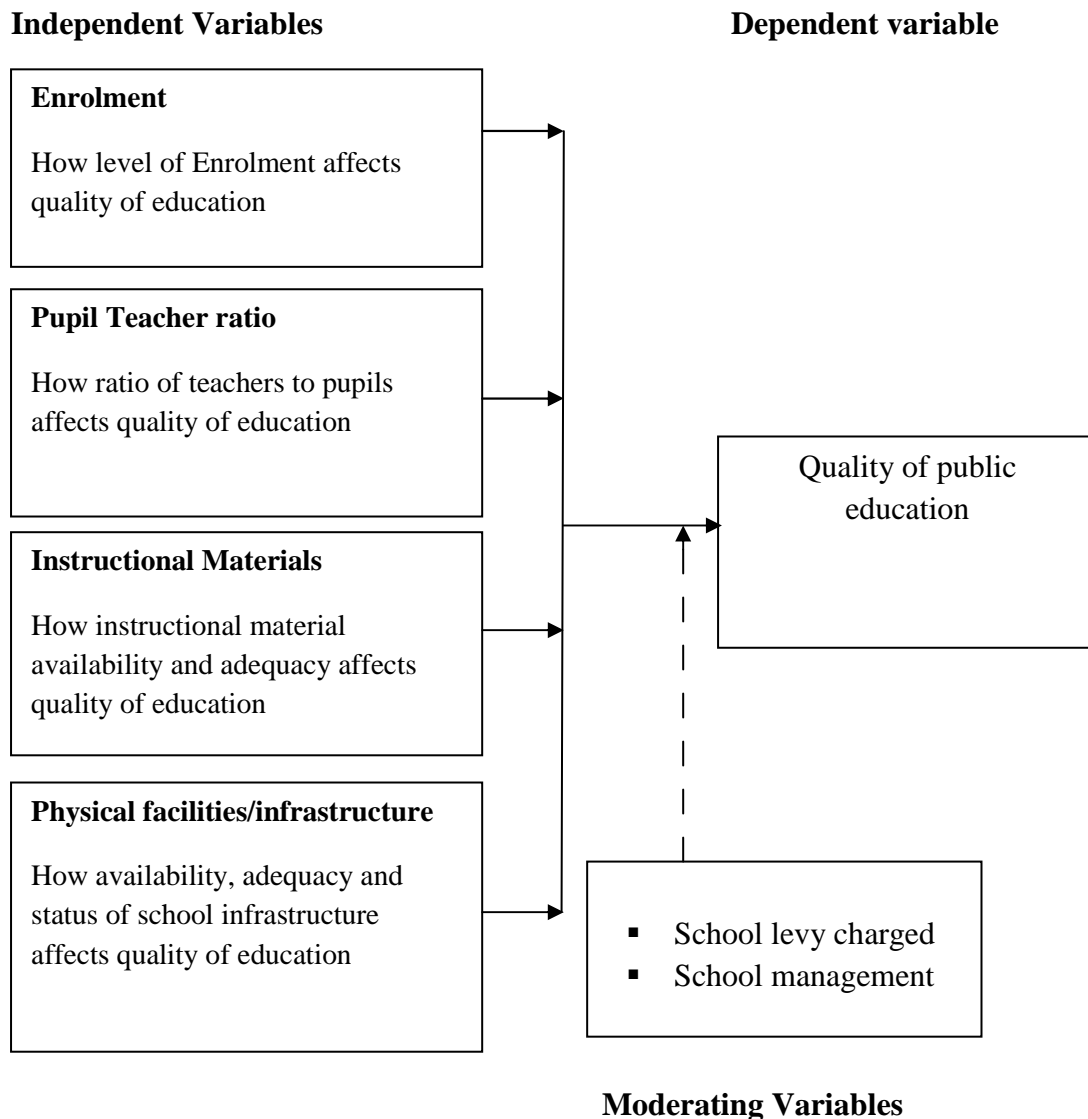 Independent Variables
Dependent variable
Enrolment
How level of Enrolment affects
quality of education
Pupil Teacher ratio
How ratio of teachers to pupils
affects quality of education
Instructional Materials
How instructional material
availability and adequacy affects
quality of education
Physical facilities/infrastructure
How availability, adequacy and
status of school infrastructure
affects quality of education
Quality of public
education
▪ School levy charged
▪ School management
Moderating Variables